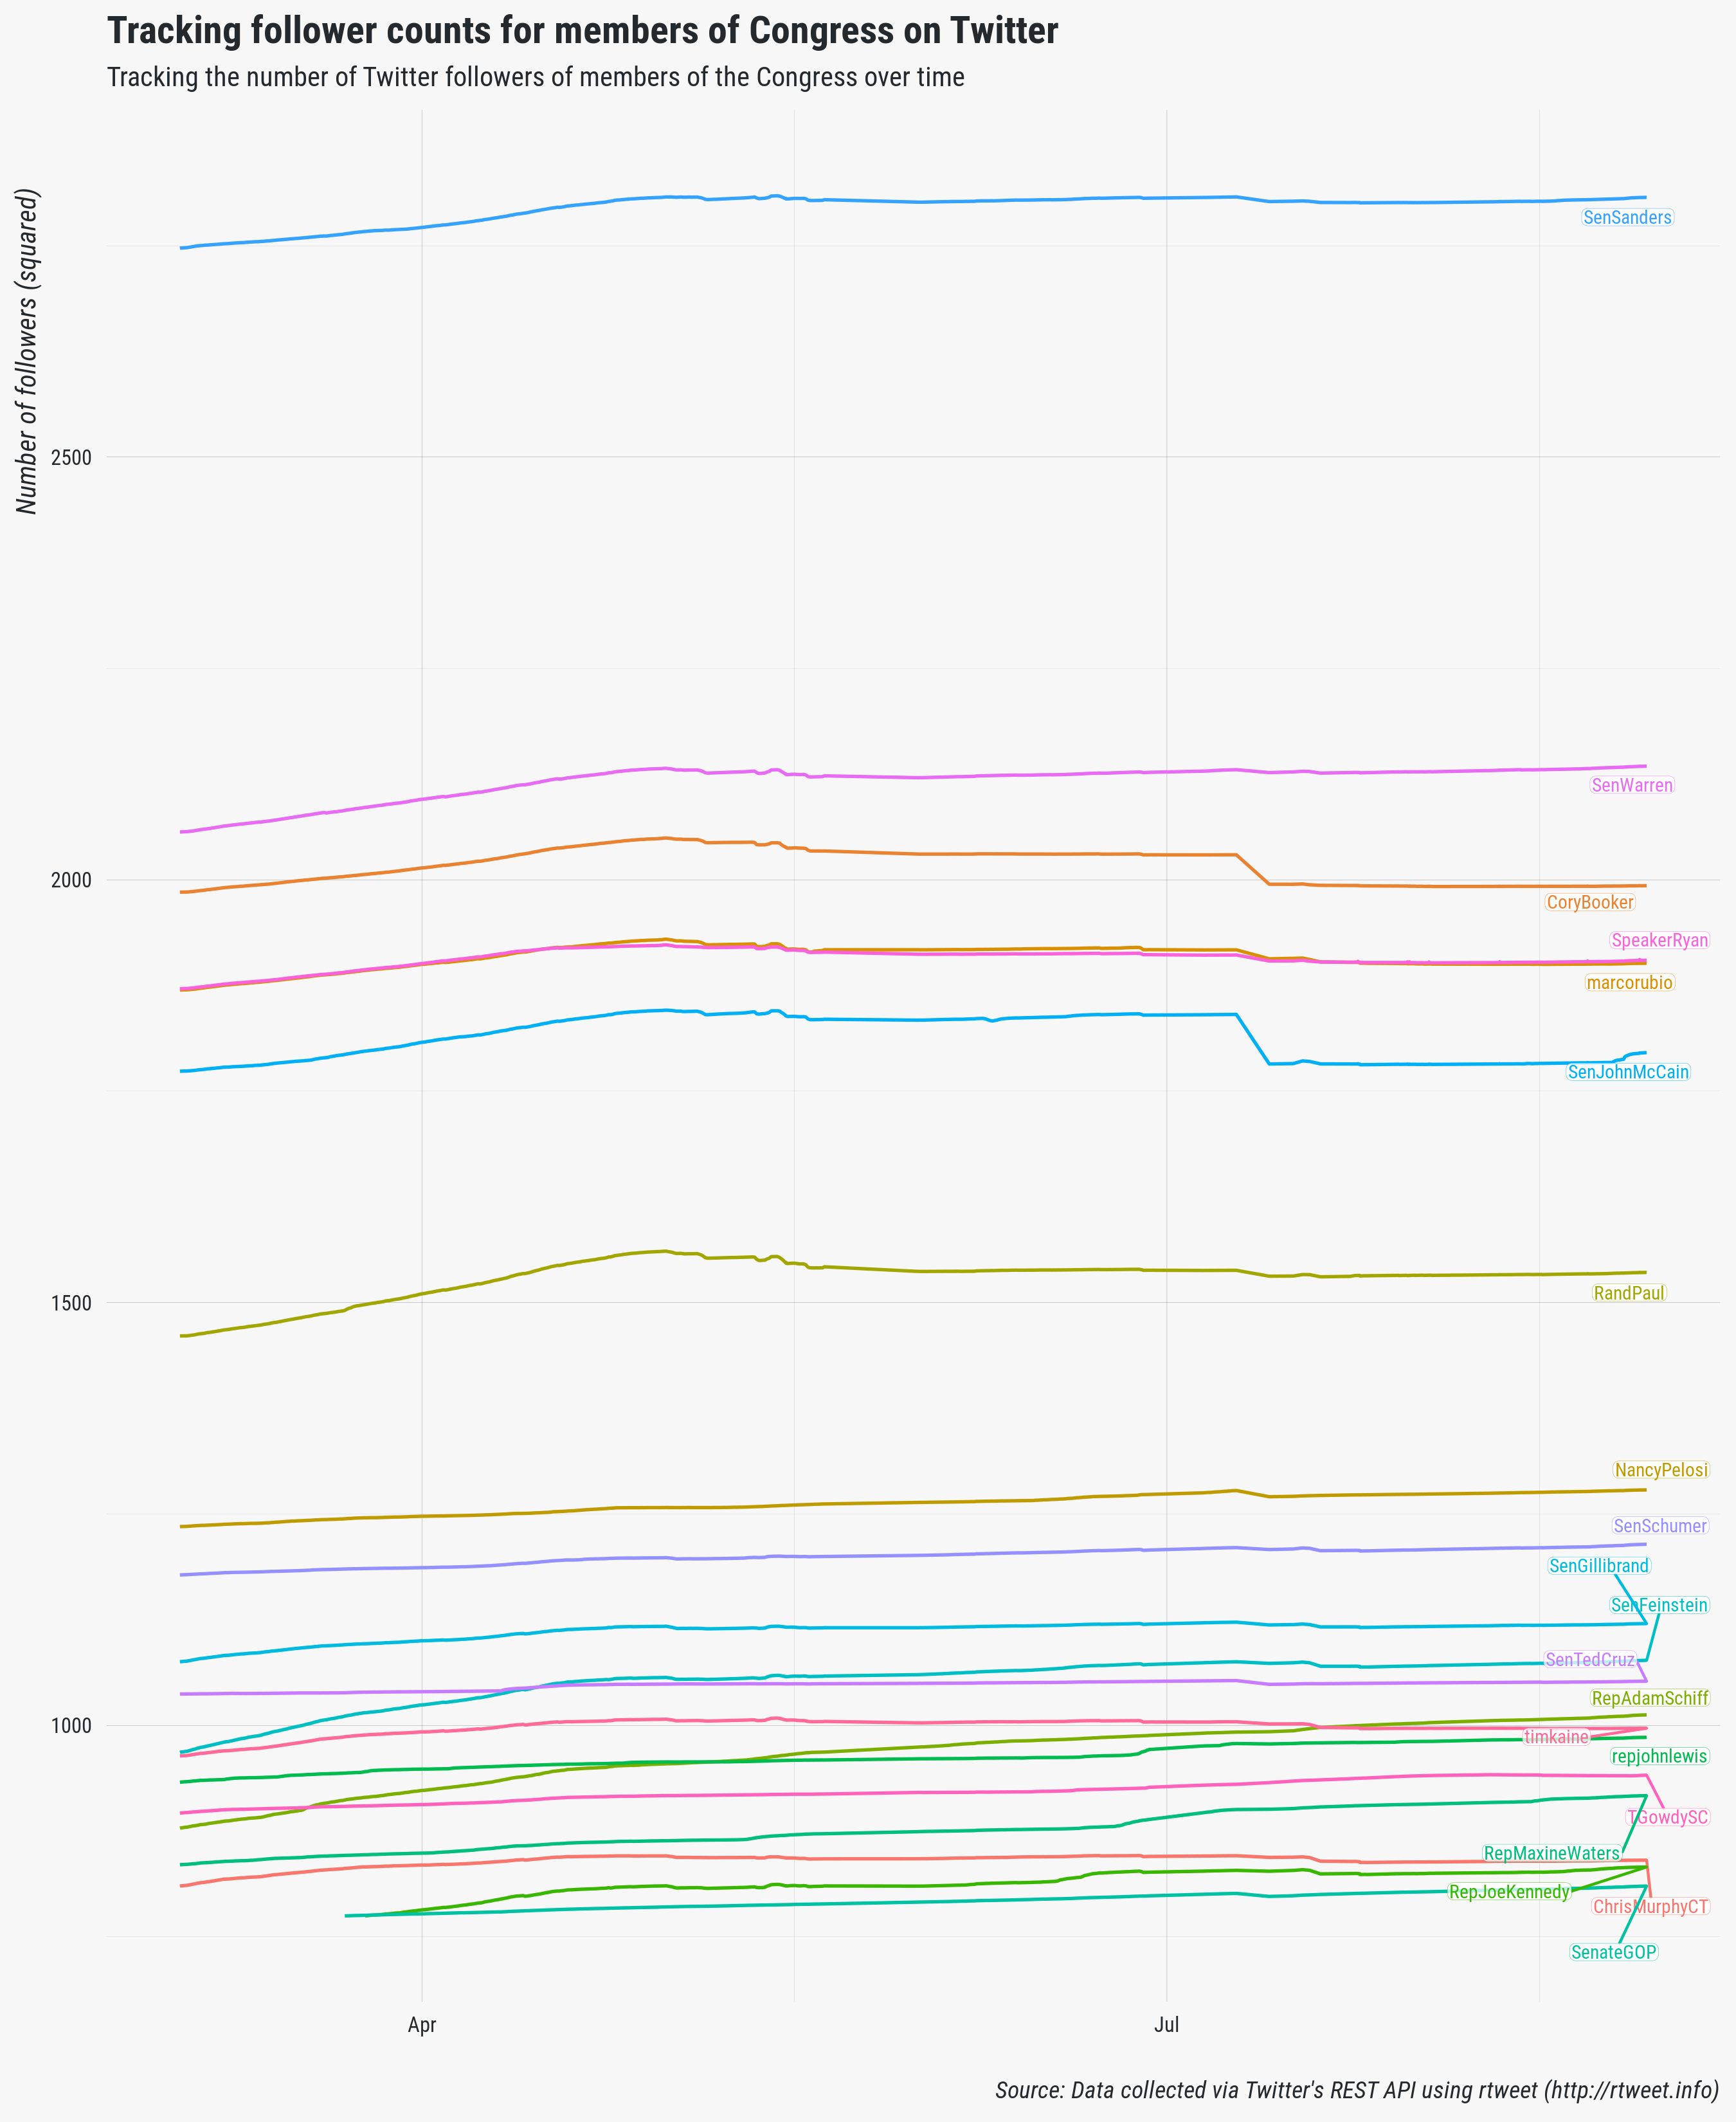 Tracking follower counts for members of Congress on Twitter
Tracking the number of Twitter followers of members of the Congress over time
Number of followers (squared)
SenSanders
2500
SenWarren
2000
CoryBooker
SpeakerRyan
marcorubio
SenJohnMcCain
RandPaul
1500
NancyPelosi
SenSchumer
SenGillibrand
SenFeinstein
SenTedCruz
RepAdamSchiff
1000
timkaine
repjohnlewis
TGowdySC
RepMaxineWaters
RepJoeKennedy
ChrisMurphyCT
SenateGOP
Apr
Jul
Source: Data collected via Twitter's REST API using rtweet (http://rtweet.info)